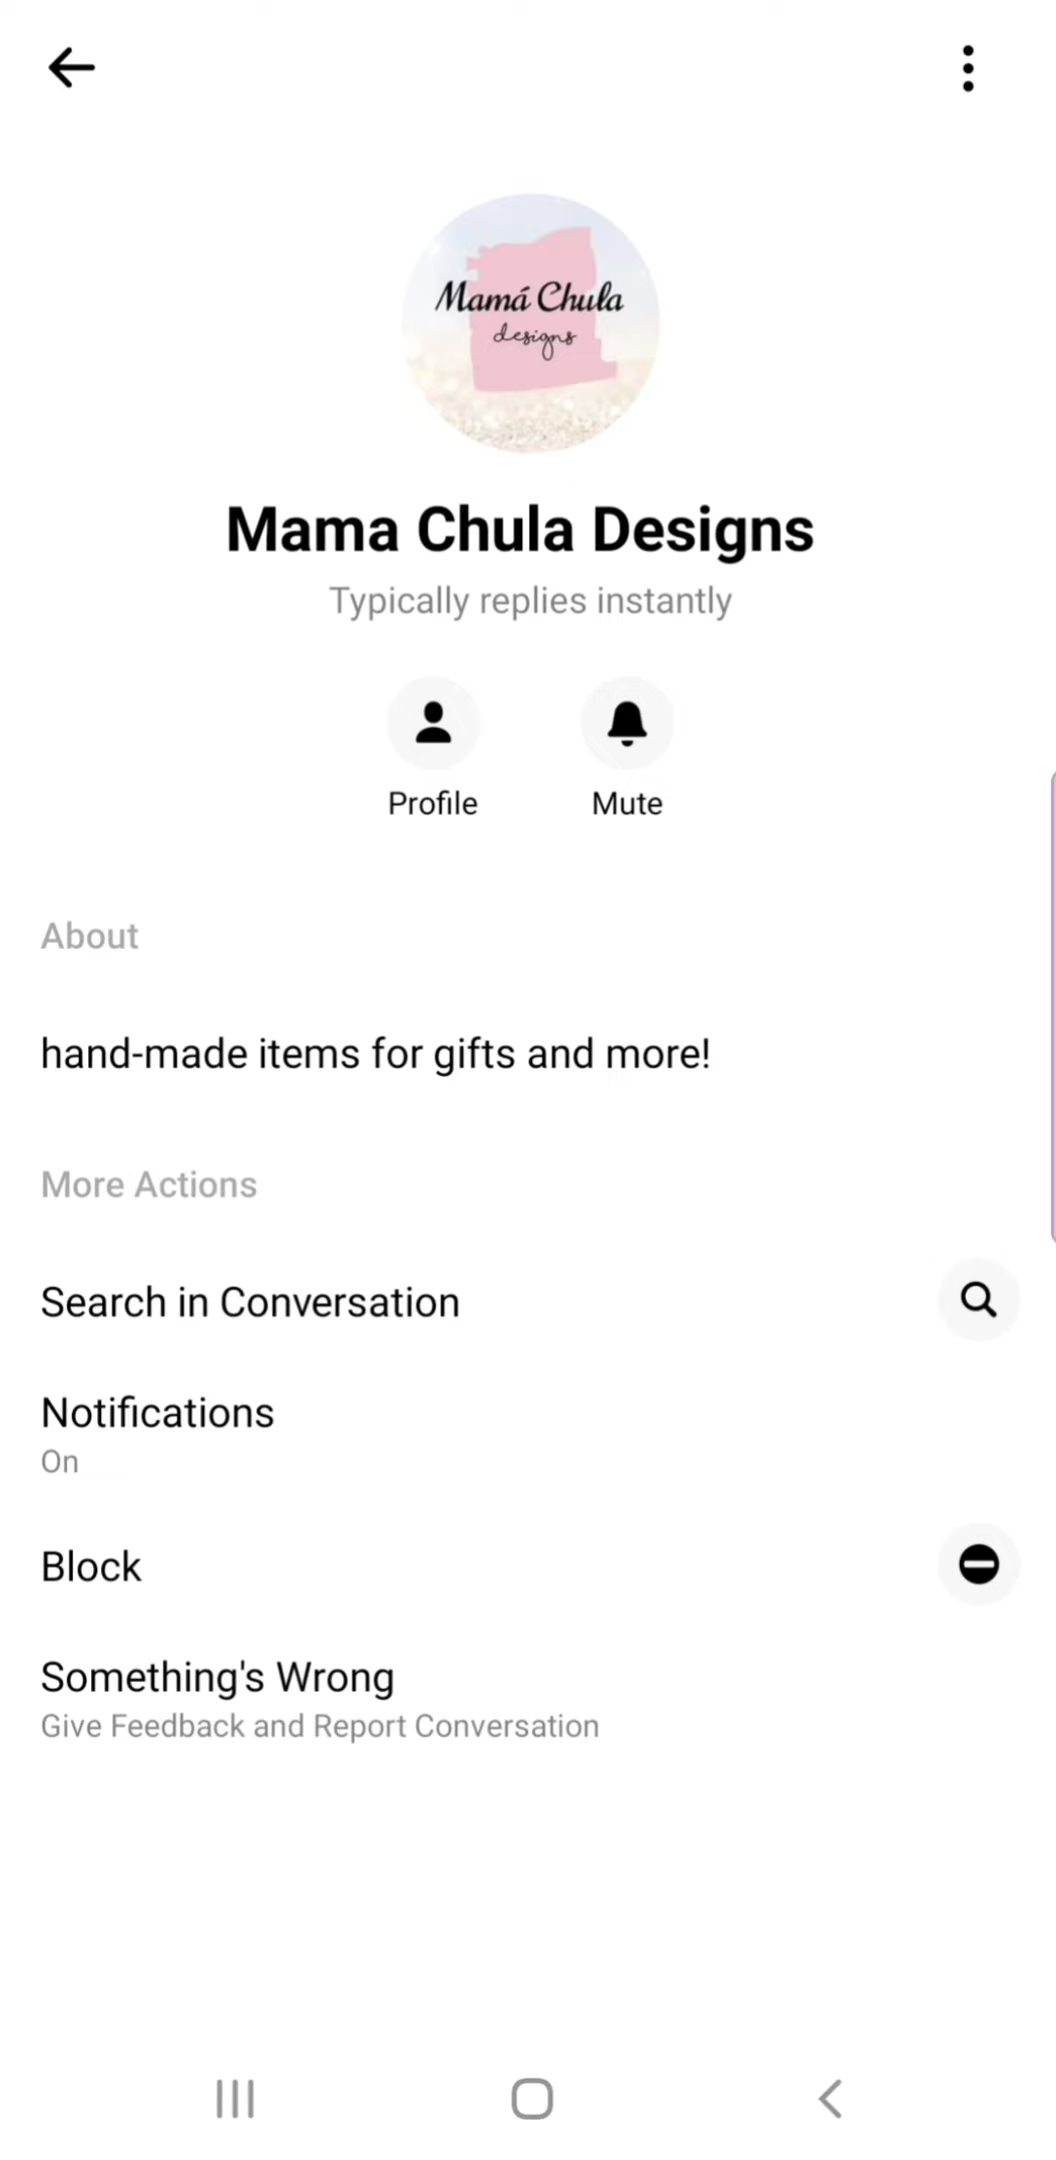 Mamá Chula
designs
Mama Chula Designs
Typically replies instantly
Profile
Mute
About
hand-made items for gifts and more!
More Actions
Search in Conversation
Notifications
On
Block
Something's Wrong
Give Feedback and Report Conversation